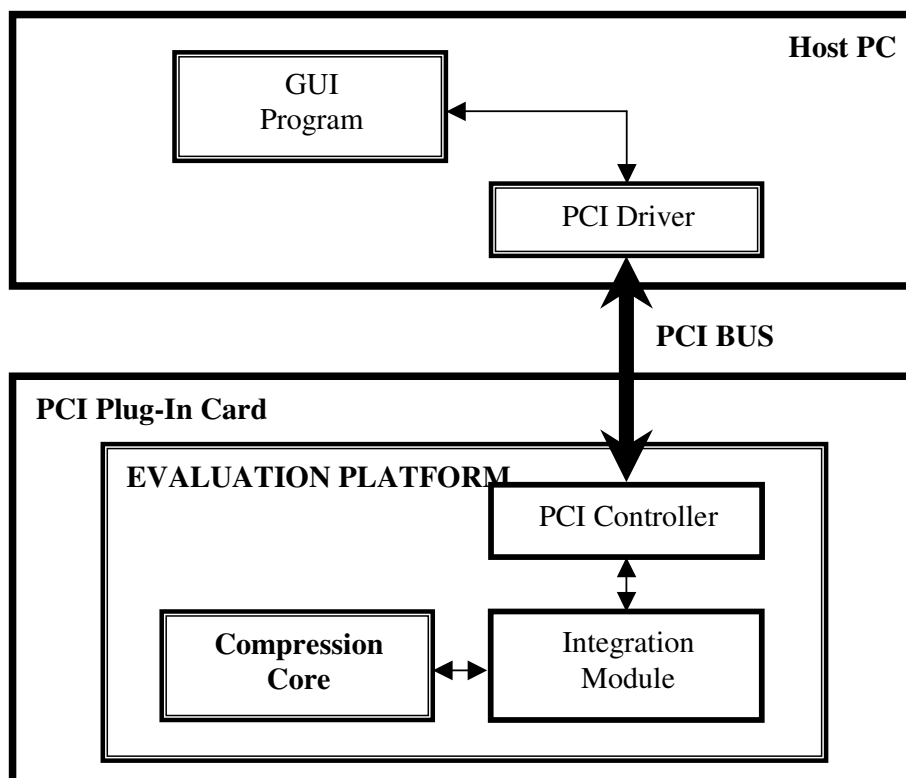 Host PC
GUI
Program
PCI Driver
PCI BUS
PCI Plug-In Card
EVALUATION PLATFORM
PCI Controller
Compression
Core
Integration
Module